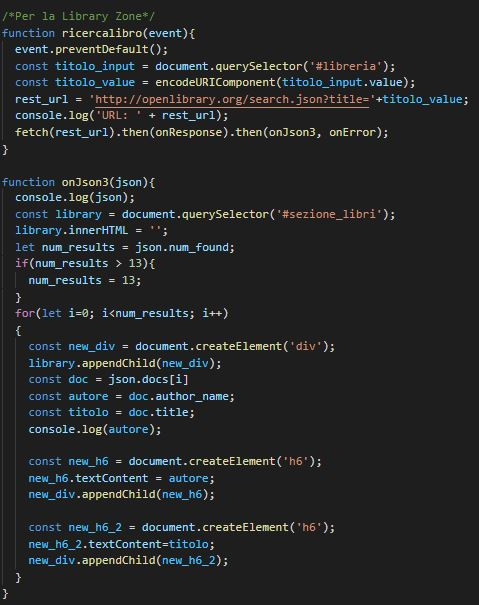 /*Per la Library Zone*/
function ricercalibro(event){
  event.preventDefault();
  const titolo_input = document.querySelector('#libreria');
  const titolo_value = encodeURIComponent(titolo_input.value);
  rest_url = 'http://openlibrary.org/search.json?title='+titolo_value;
  console.log('URL: ' + rest_url);
  fetch(rest_url).then(onResponse).then(onJson3, onError);
}

function onJson3(json){
  console.log(json);
  const library = document.querySelector('#sezione_libri');
  library.innerHTML = '';
  let num_results = json.num_found;
  if(num_results > 13){
    num_results = 13;
  }
  for(let i=0; i<num_results; i++)
  {
    const new_div = document.createElement('div');
    library.appendChild(new_div);
    const doc = json.docs[i]
    const autore = doc.author_name;
    const titolo = doc.title;
    console.log(autore);

    const new_h6 = document.createElement('h6');
    new_h6.textContent = autore;
    new_div.appendChild(new_h6);

    const new_h6_2 = document.createElement('h6');
    new_h6_2.textContent=titolo;
    new_div.appendChild(new_h6_2);
  }
}